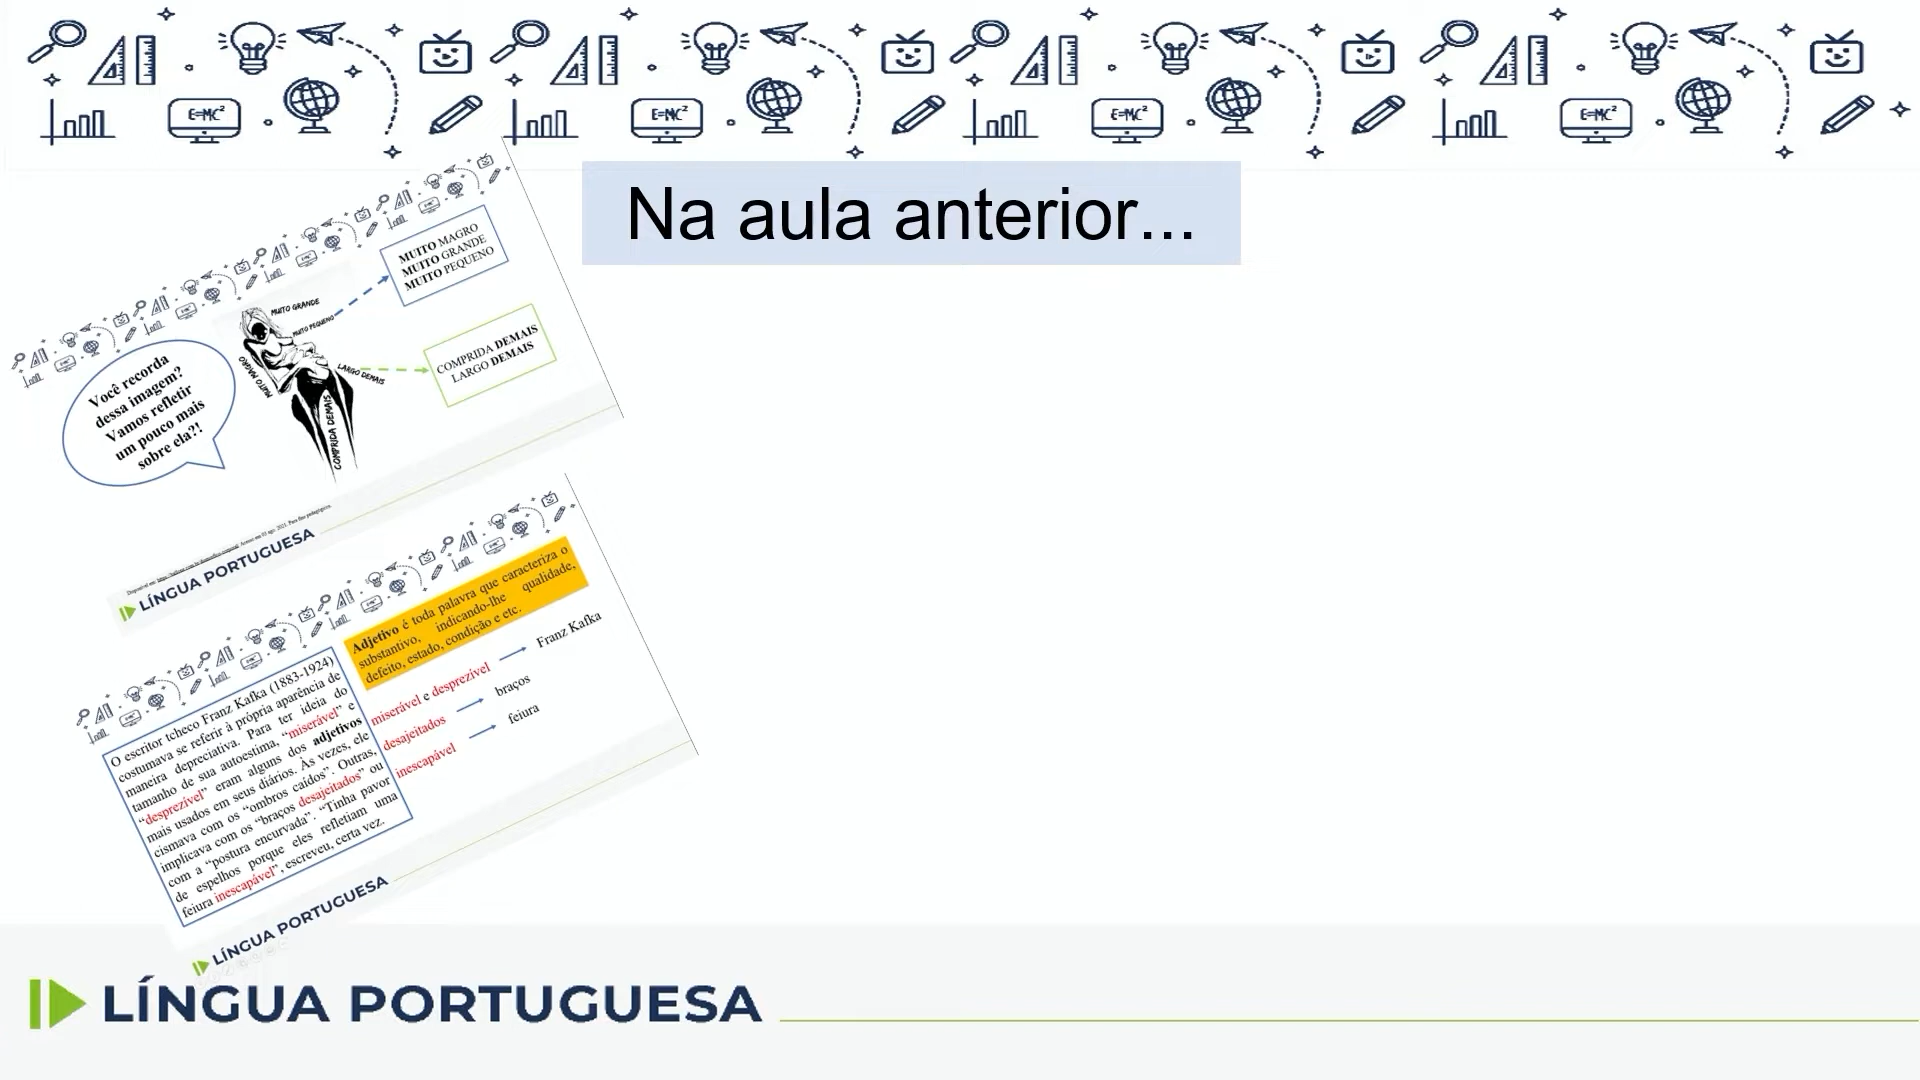 E=MC²
E=MC²
E=MC²
E=MC²
Na aula anterior...
MUITO MAGRO
MUITO GRANDE
MUITO PEQUENO
MUITO GRANDE
MUITO PEQUENO
MUITO MAGRO
LARGO DEMAIS
COMPRIDA DEMAIS
COMPRIDA DEMAIS
LARGO DEMAIS
Você recorda
dessa imagem?
Vamos refletir
um pouco mais
sobre ela?!
LÍNGUA PORTUGUESA
Adjetivo é toda palavra que caracteriza o
substantivo, indicando-lhe qualidade,
defeito, estado, condição e etc.
O escritor tcheco Franz Kafka (1883-1924)
costumava se referir à própria aparência de
maneira depreciativa. Para ter ideia do
tamanho de sua autoestima, “miserável” e
“desprezível” eram alguns dos adjetivos
mais usados em seus diários. Às vezes, ele
cismava com os “ombros caídos”. Outras,
implicava com os “braços desajeitados” ou
com a “postura encurvada”. “Tinha pavor
de espelhos porque eles refletiam uma
feiura inescapável”, escreveu, certa vez.
miserável e desprezível Franz Kafka
desajeitados braços
inescapável feiura
LÍNGUA PORTUGUESA
LÍNGUA PORTUGUESA